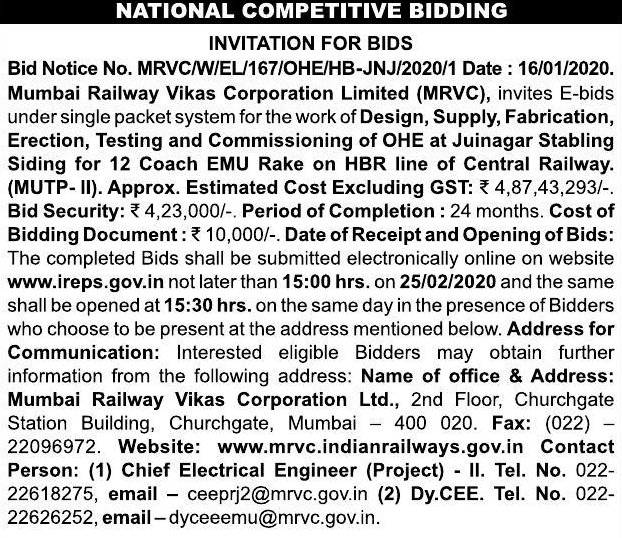 NATIONAL COMPETITIVE BIDDING
INVITATION FOR BIDS
Bid Notice No. MRVC/W/EL/167/OHE/HB-JNJ/2020/1 Date : 16/01/2020.
Mumbai Railway Vikas Corporation Limited (MRVC), invites E-bids
under single packet system for the work of Design, Supply, Fabrication,
Erection, Testing and Commissioning of OHE at Juinagar Stabling
Siding for 12 Coach EMU Rake on HBR line of Central Railway.
(MUTP- II). Approx. Estimated Cost Excluding GST: ₹ 4,87,43,293/-.
Bid Security: ₹ 4,23,000/-. Period of Completion : 24 months. Cost of
Bidding Document : ₹ 10,000/-. Date of Receipt and Opening of Bids:
The completed Bids shall be submitted electronically online on website
www.ireps.gov.in not later than 15:00 hrs. on 25/02/2020 and the same
shall be opened at 15:30 hrs. on the same day in the presence of Bidders
who choose to be present at the address mentioned below. Address for
Communication: Interested eligible Bidders may obtain further
information from the following address: Name of office & Address:
Mumbai Railway Vikas Corporation Ltd., 2nd Floor, Churchgate
Station Building, Churchgate, Mumbai – 400 020. Fax: (022) –
22096972. Website: www.mrvc.indianrailways.gov.in Contact
Person: (1) Chief Electrical Engineer (Project) - II. Tel. No. 022-
22618275, email – ceeprj2@mrvc.gov.in (2) Dy.CEE. Tel. No. 022-
22626252, email – dyceeemu@mrvc.gov.in.